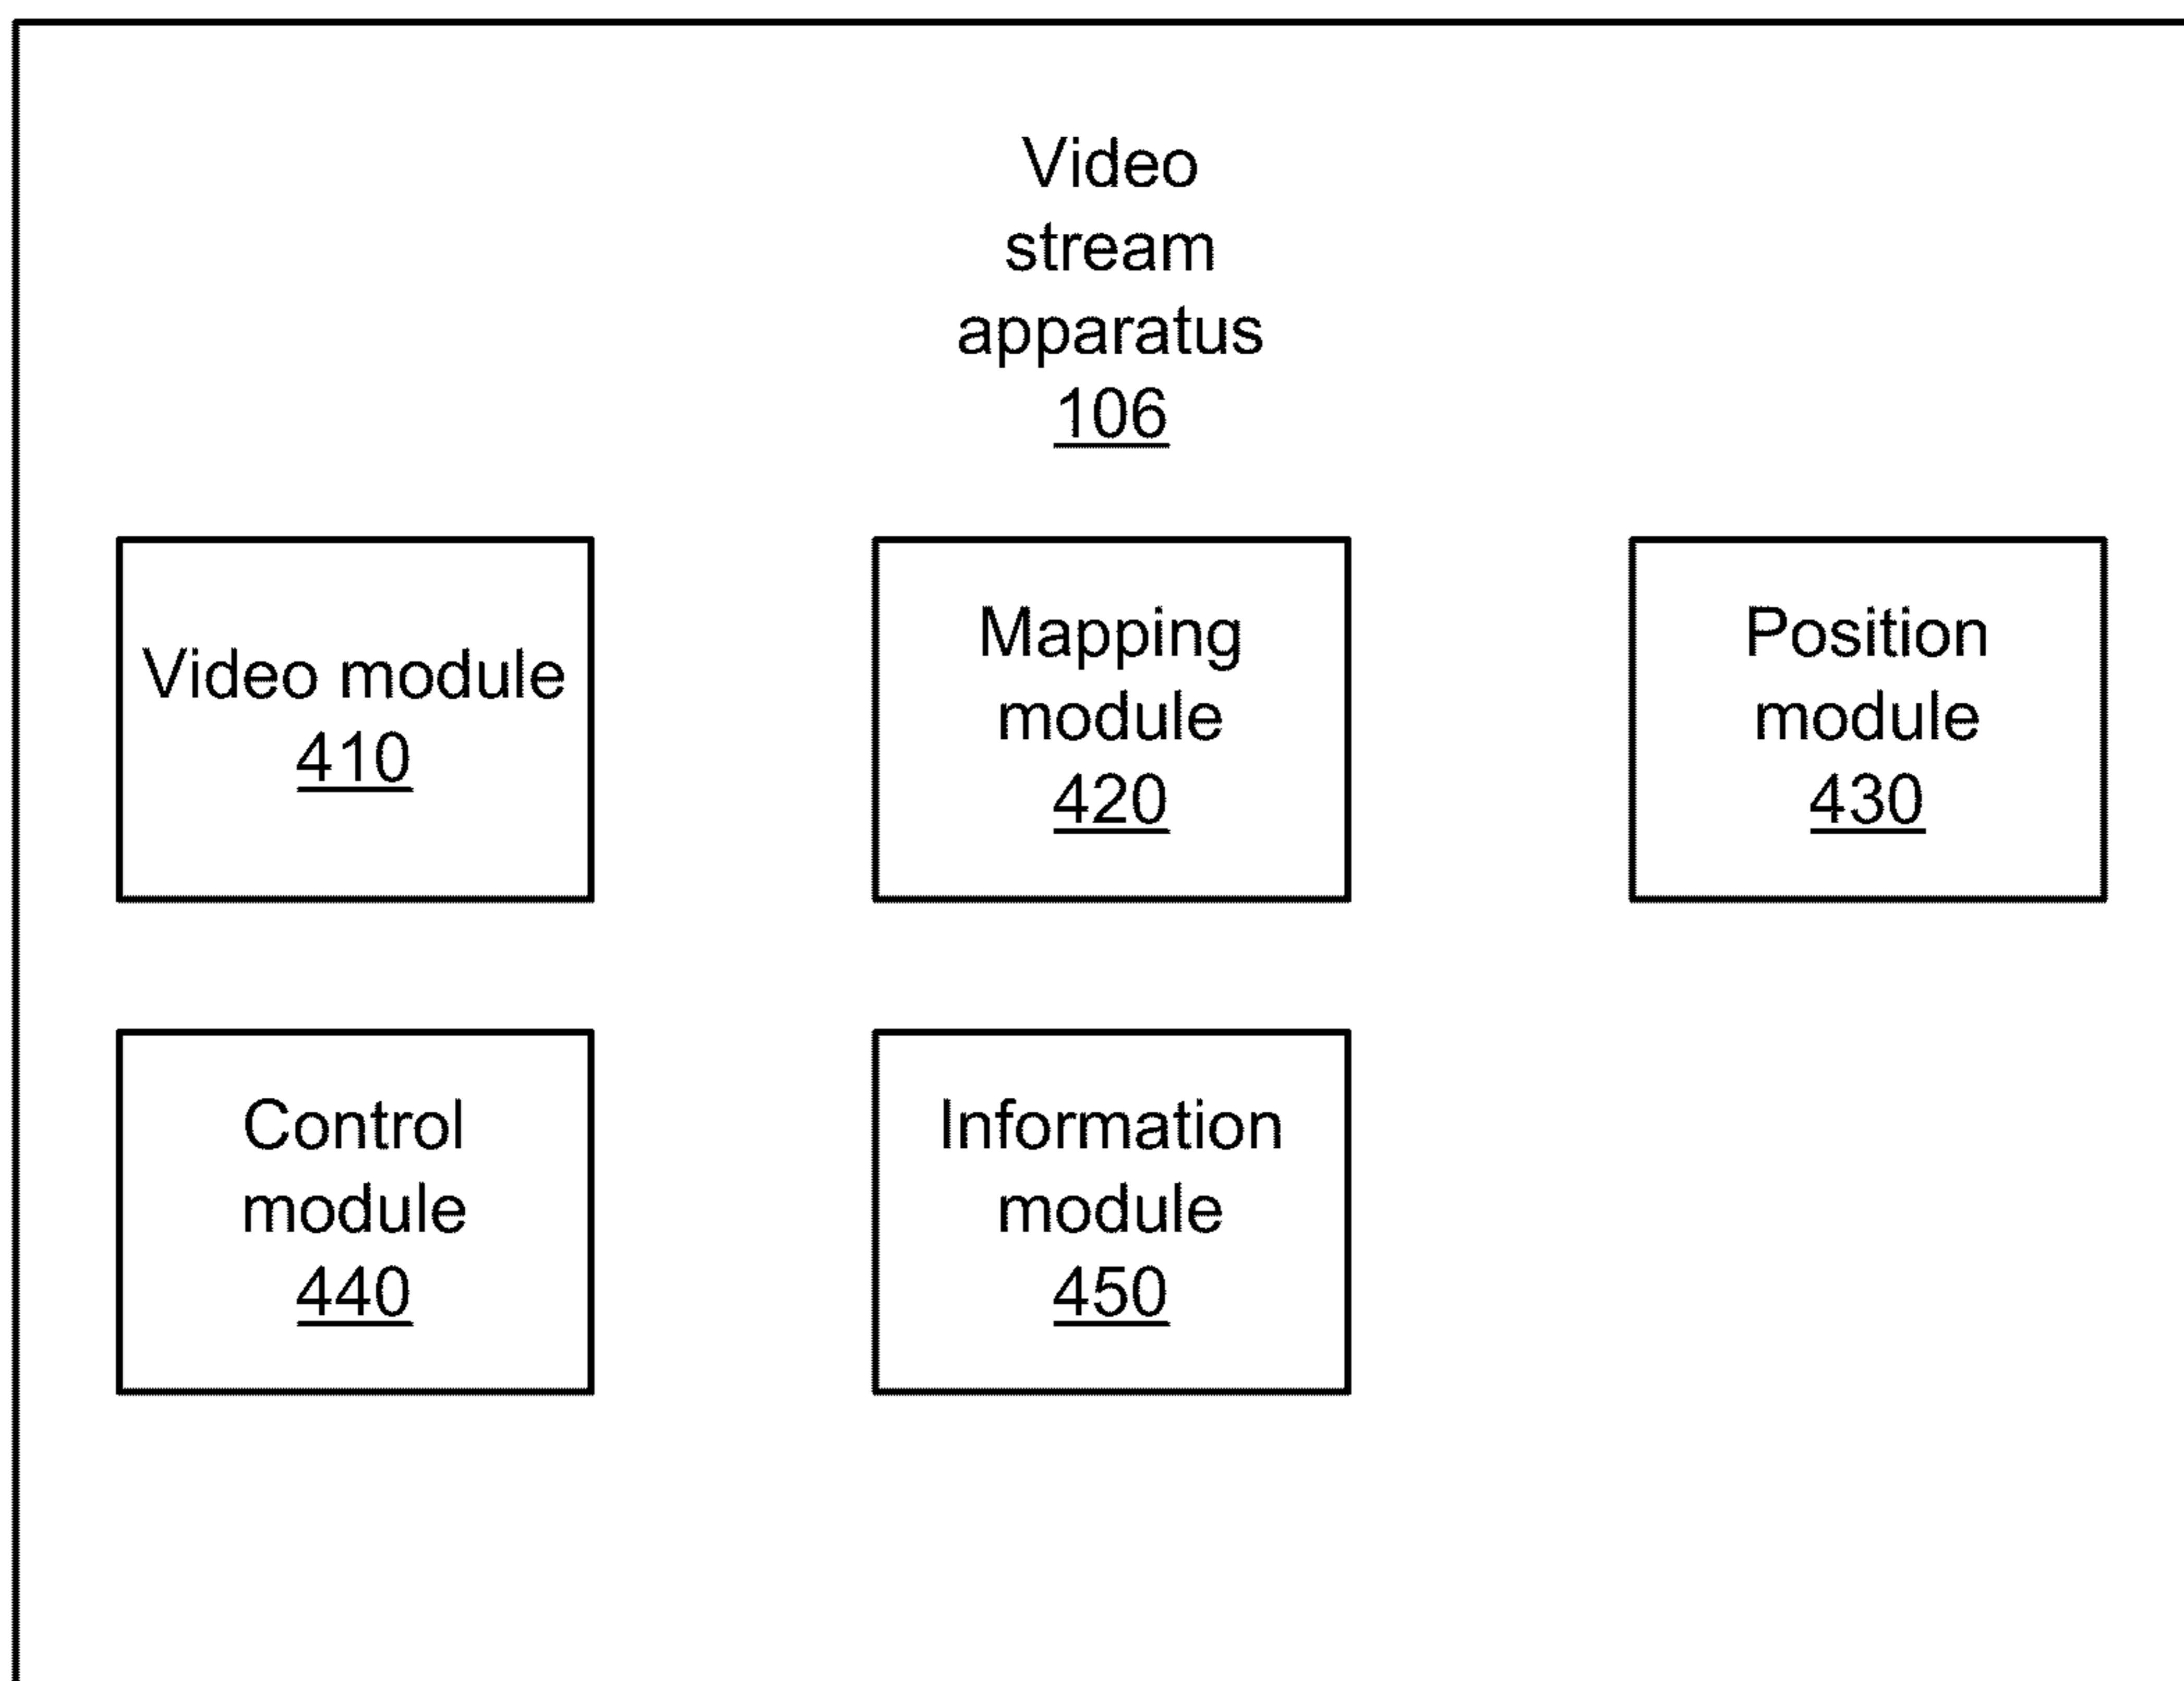 Video
stream
apparatus
106
Video module
410
Mapping
module
420
Position
module
430
Control
module
440
Information
module
450